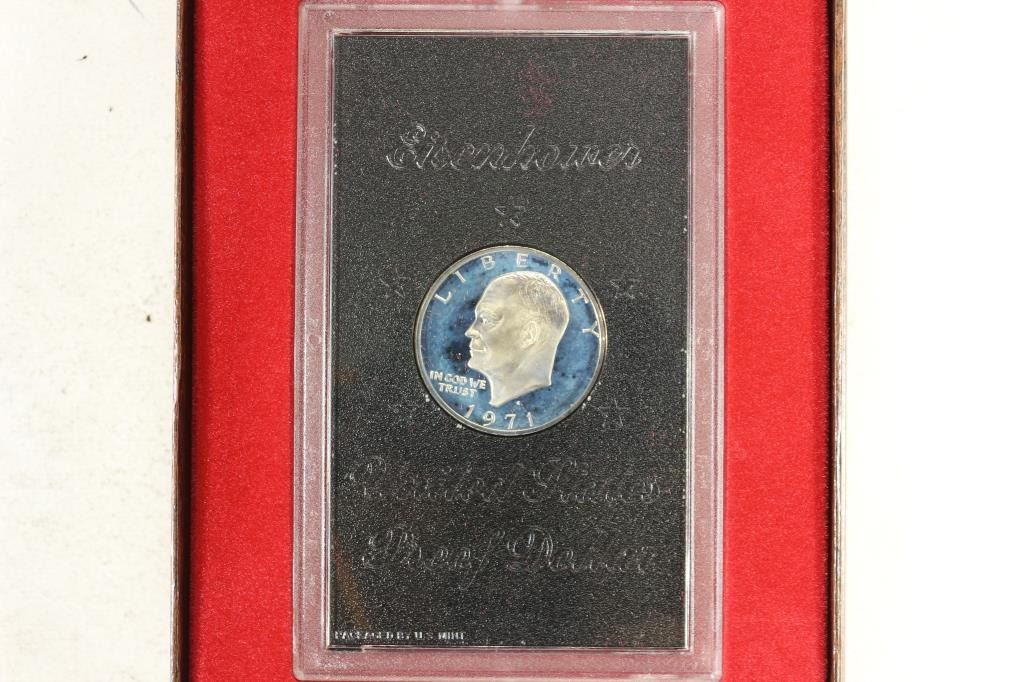 Eisenhower
LIBERTY
IN GOD WE
TRUST
1971
United States
Proof Dollar
PACKAGED BY U.S. MINT